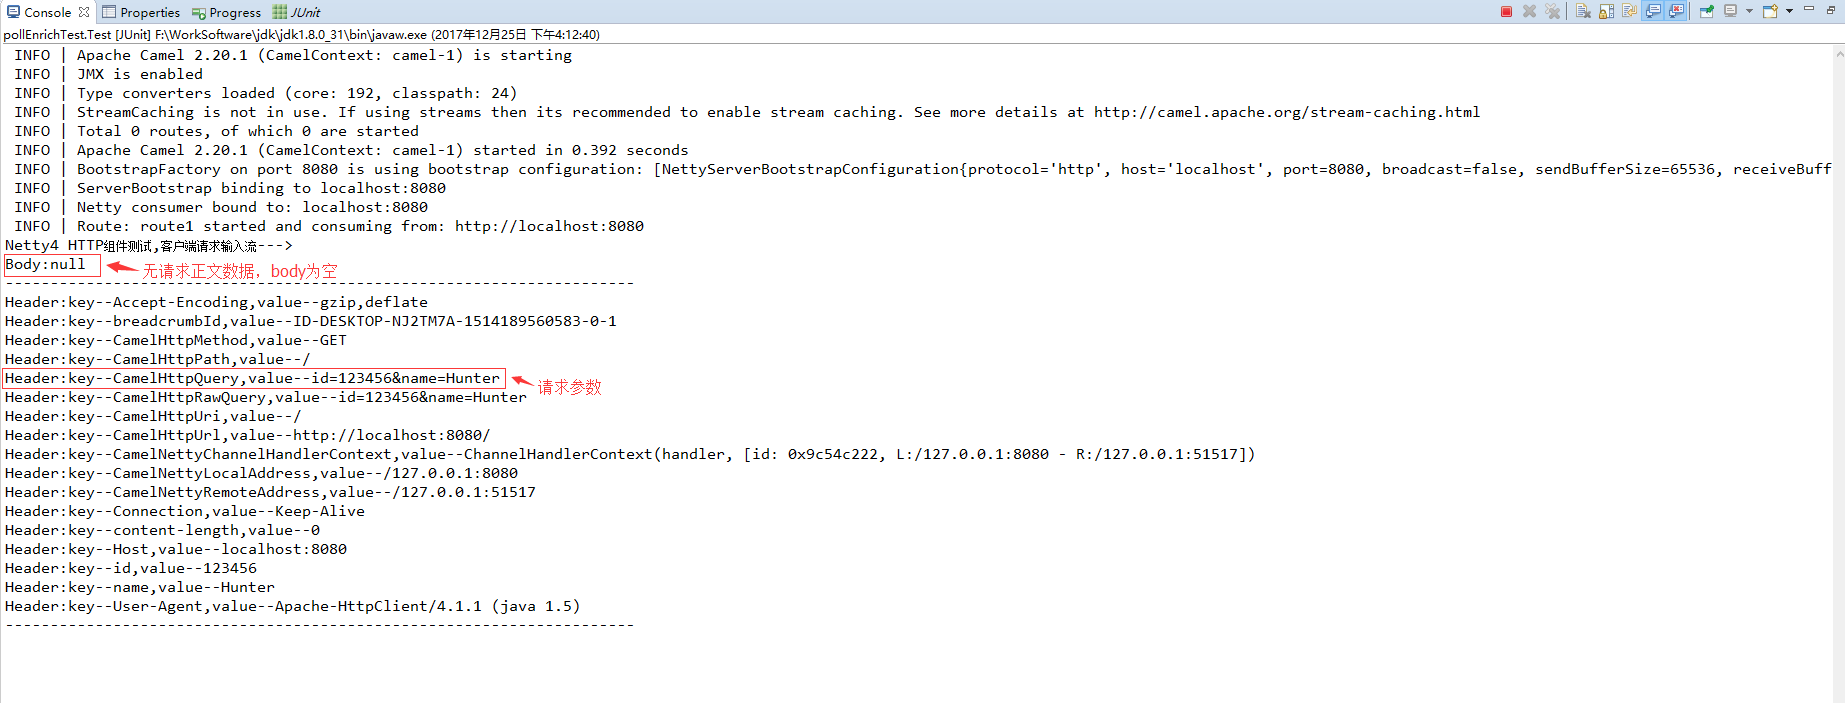 Console Properties Progress JUnit
pollEnrichTest.Test [JUnit] F:\WorkSoftware\jdk\jdk1.8.0_31\bin\javaw.exe (2017年12月25日 下午4:12:40)
INFO | Apache Camel 2.20.1 (CamelContext: camel-1) is starting
INFO | JMX is enabled
INFO | Type converters loaded (core: 192, classpath: 24)
INFO | StreamCaching is not in use. If using streams then its recommended to enable stream caching. See more details at http://camel.apache.org/stream-caching.html
INFO | Total 0 routes, of which 0 are started
INFO | Apache Camel 2.20.1 (CamelContext: camel-1) started in 0.392 seconds
INFO | BootstrapFactory on port 8080 is using bootstrap configuration: [NettyServerBootstrapConfiguration{protocol='http', host='localhost', port=8080, broadcast=false, sendBufferSize=65536, receiveBuff
INFO | ServerBootstrap binding to localhost:8080
INFO | Netty consumer bound to: localhost:8080
INFO | Route: route1 started and consuming from: http://localhost:8080
Netty4 HTTP组件测试,客户端请求输入流--->
Body:null 无请求正文数据，body为空
----------------------------------------------------------------------
Header:key--Accept-Encoding,value--gzip,deflate
Header:key--breadcrumbId,value--ID-DESKTOP-NJ2TM7A-1514189560583-0-1
Header:key--CamelHttpMethod,value--GET
Header:key--CamelHttpPath,value--/
Header:key--CamelHttpQuery,value--id=123456&name=Hunter 请求参数
Header:key--CamelHttpRawQuery,value--id=123456&name=Hunter
Header:key--CamelHttpUri,value--/
Header:key--CamelHttpUrl,value--http://localhost:8080/
Header:key--CamelNettyChannelHandlerContext,value--ChannelHandlerContext(handler, [id: 0x9c54c222, L:/127.0.0.1:8080 - R:/127.0.0.1:51517])
Header:key--CamelNettyLocalAddress,value--/127.0.0.1:8080
Header:key--CamelNettyRemoteAddress,value--/127.0.0.1:51517
Header:key--Connection,value--Keep-Alive
Header:key--content-length,value--0
Header:key--Host,value--localhost:8080
Header:key--id,value--123456
Header:key--name,value--Hunter
Header:key--User-Agent,value--Apache-HttpClient/4.1.1 (java 1.5)
----------------------------------------------------------------------